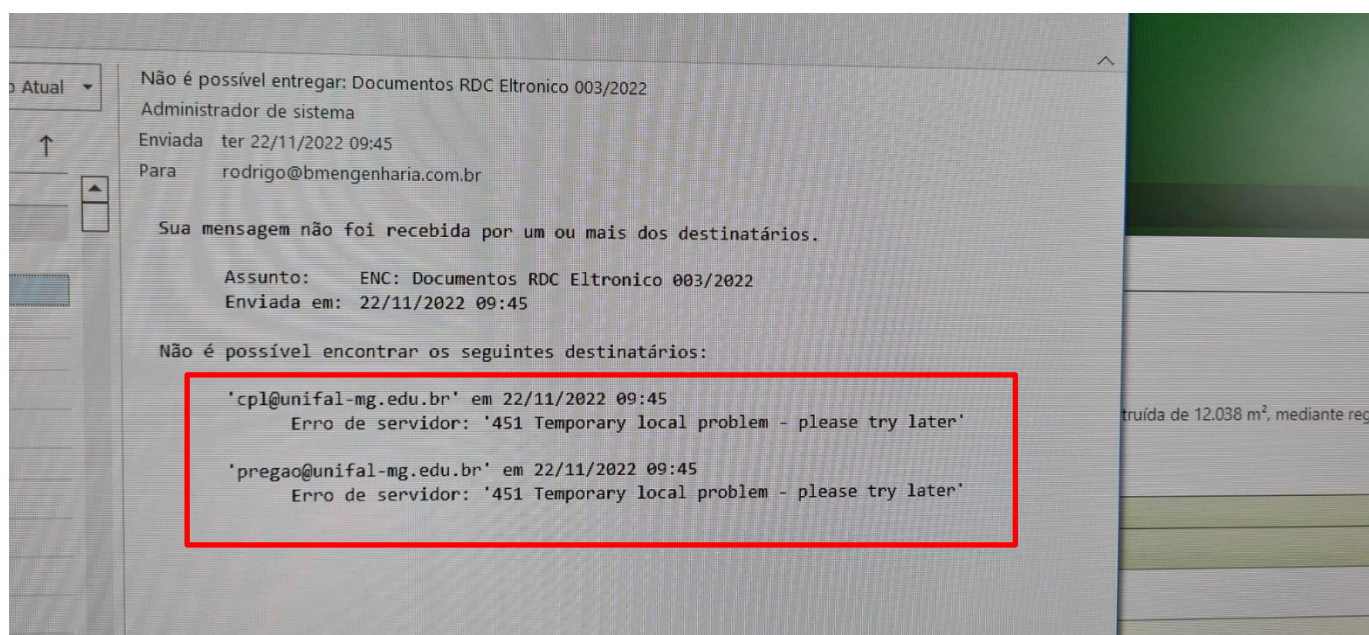 Atual
Não é possível entregar: Documentos RDC Eltronico 003/2022
Administrador de sistema
Enviada ter 22/11/2022 09:45
Para rodrigo@bmengenharia.com.br
Sua mensagem não foi recebida por um ou mais dos destinatários.
Assunto: ENC: Documentos RDC Eltronico 003/2022
Enviada em: 22/11/2022 09:45
Não é possível encontrar os seguintes destinatários:
'cpl@unifal-mg.edu.br' em 22/11/2022 09:45
Erro de servidor: '451 Temporary local problem - please try later'
'pregao@unifal-mg.edu.br' em 22/11/2022 09:45
Erro de servidor: '451 Temporary local problem - please try later'
truída de 12.038 m², mediante reg